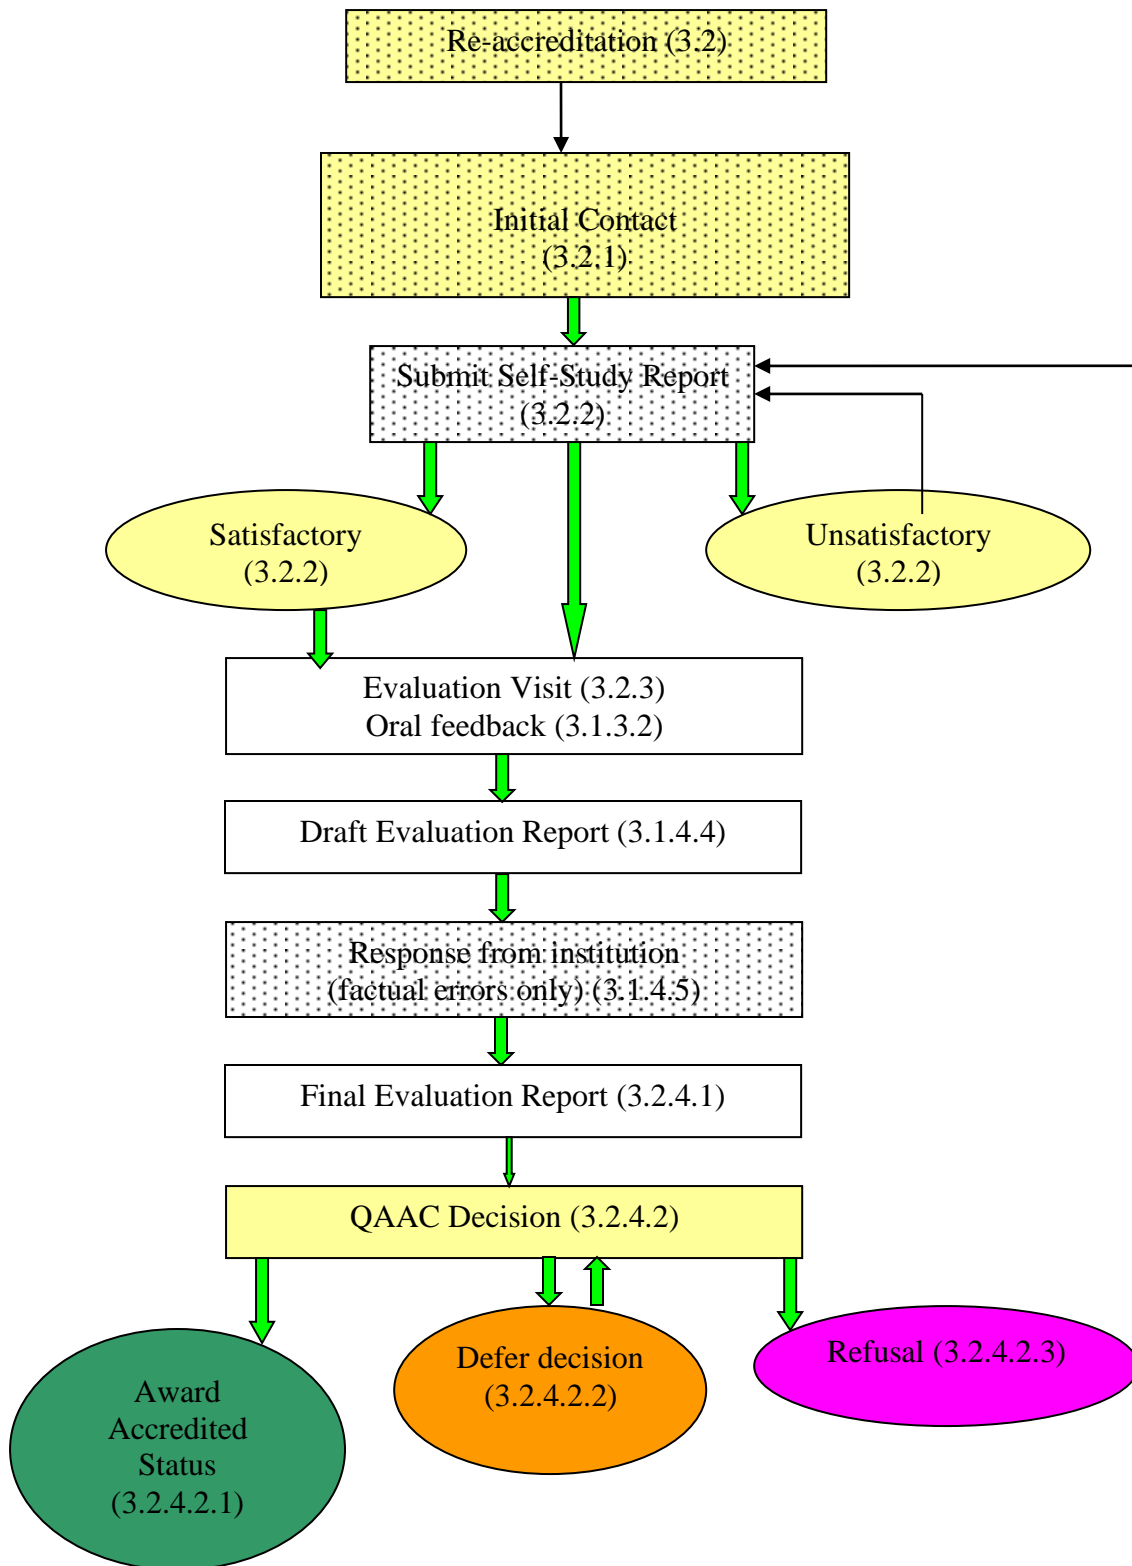 Re-accreditation (3.2)
Initial Contact
(3.2.1)
Submit Self-Study Report
(3.2.2)
Satisfactory
(3.2.2)
Unsatisfactory
(3.2.2)
Evaluation Visit (3.2.3)
Oral feedback (3.1.3.2)
Draft Evaluation Report (3.1.4.4)
Response from institution
(factual errors only) (3.1.4.5)
Final Evaluation Report (3.2.4.1)
QAAC Decision (3.2.4.2)
Award
Accredited
Status
(3.2.4.2.1)
Defer decision
(3.2.4.2.2)
Refusal (3.2.4.2.3)